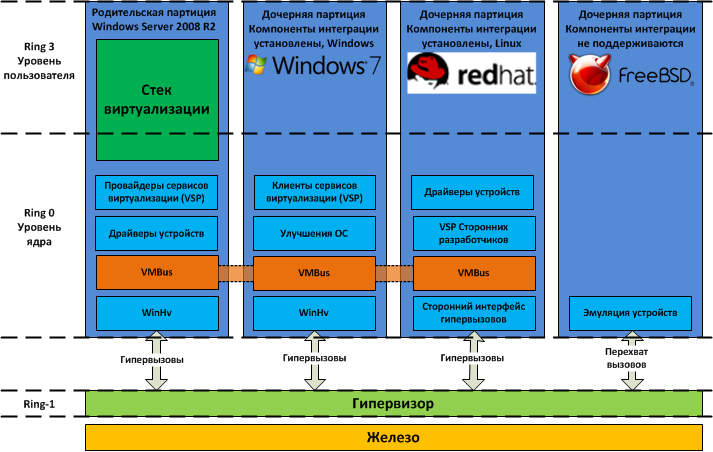 Ring 3
Уровень
пользователя
Родительская партиция
Windows Server 2008 R2
Стек
виртуализации
Дочерняя партиция
Компоненты интеграции
установлены, Windows
Windows 7
Дочерняя партиция
Компоненты интеграции
установлены, Linux
redhat.
Дочерняя партиция
Компоненты интеграции
не поддерживаются
FreeBSD®
Ring 0
Уровень
ядра
Провайдеры сервисов
виртуализации (VSP)
Драйверы устройств
VMBus
WinHv
Клиенты сервисов
виртуализации (VSP)
Улучшения ОС
VMBus
WinHv
Драйверы устройств
VSP Сторонних
разработчиков
VMBus
Сторонний интерфейс
гипервызовов
Эмуляция устройств
Гипервызовы
Гипервызовы
Гипервызовы
Перехват
вызовов
Ring-1
Гипервизор
Железо